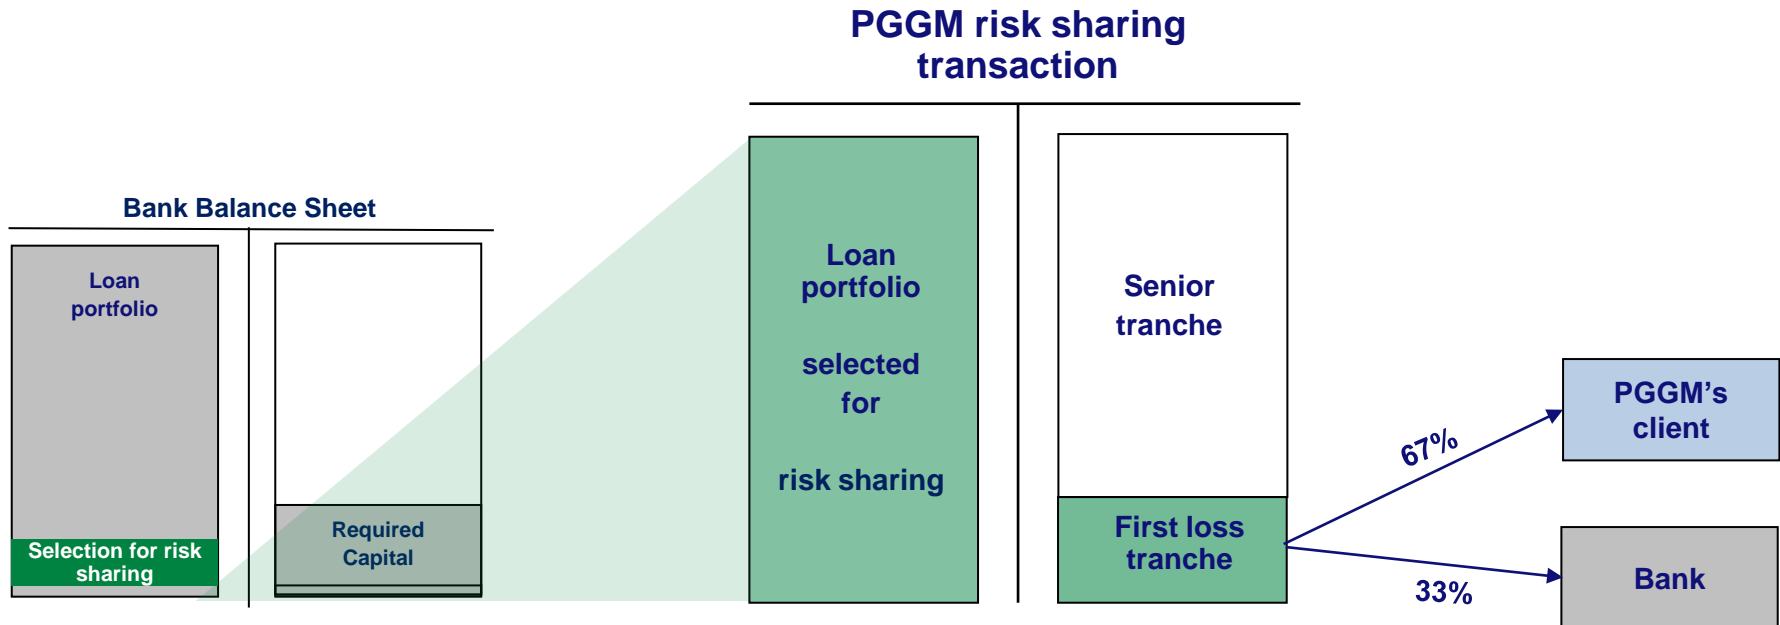 PGGM risk sharing
transaction
Bank Balance Sheet
Loan
portfolio
Selection for risk
sharing
Required
Capital
Loan
portfolio
selected
for
risk sharing
Senior
tranche
First loss
tranche
67%
33%
PGGM’s
client
Bank